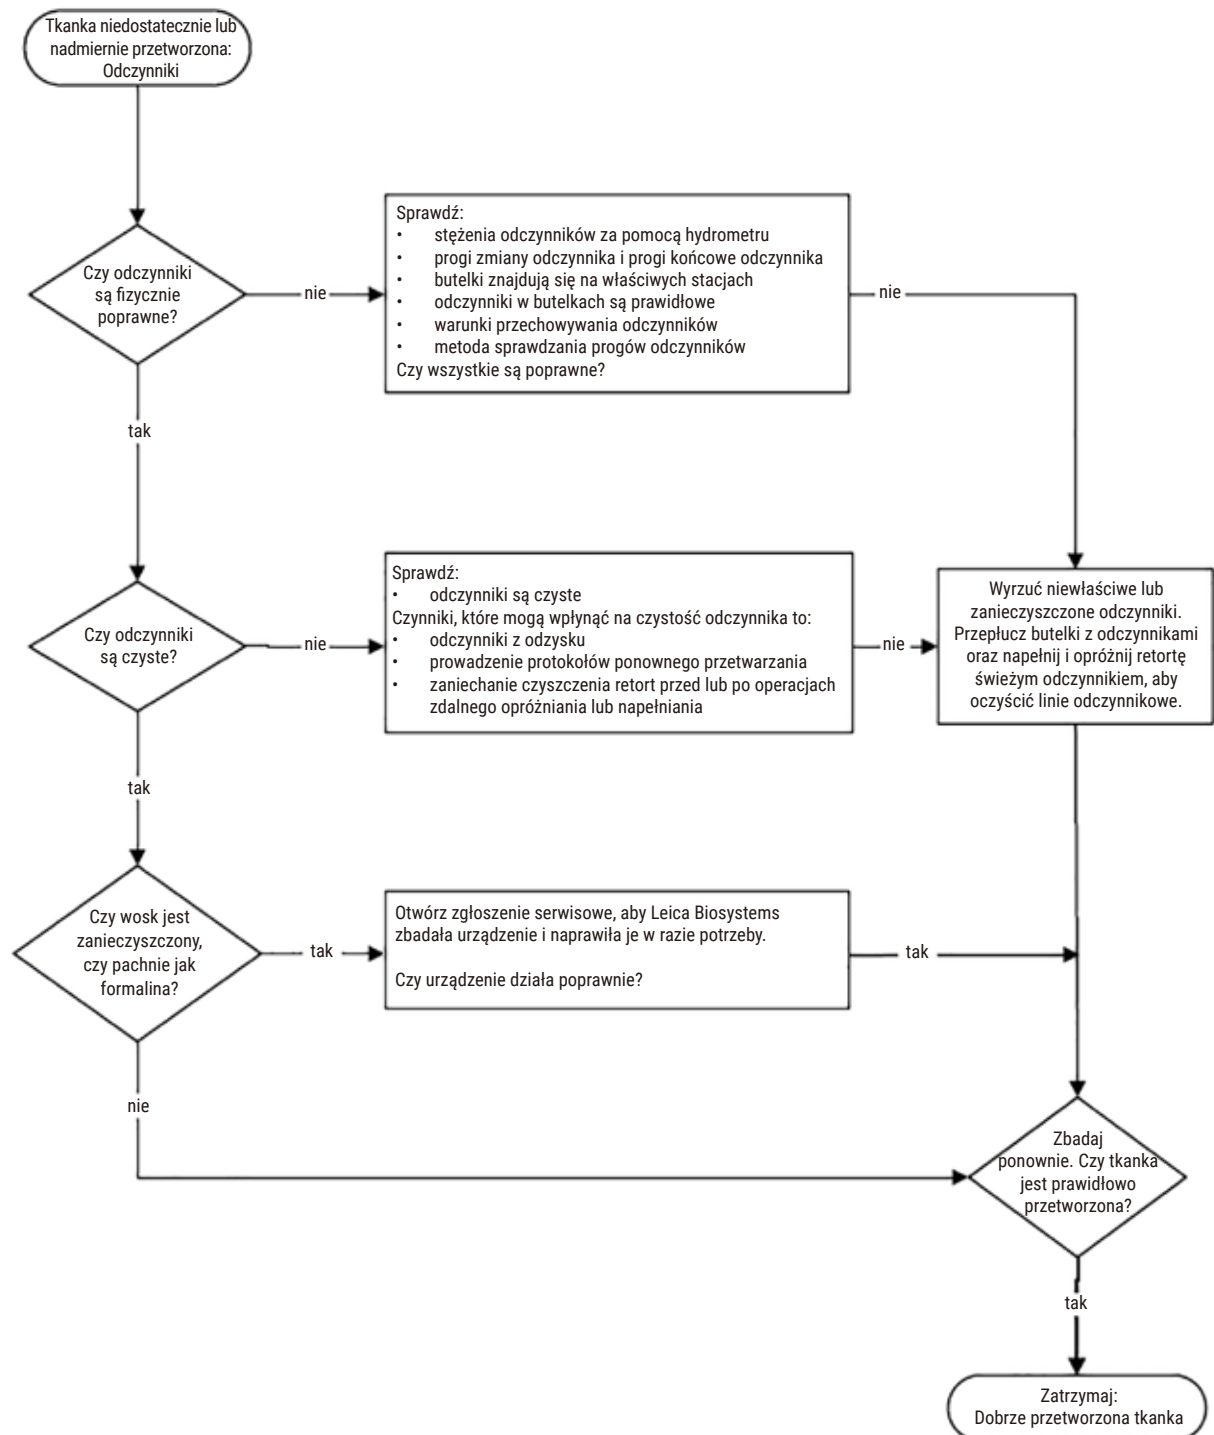 Tkanka niedostatecznie lub
nadmiernie przetworzona:
Odczynniki
Czy odczynniki
są fizycznie
poprawne?
nie
Sprawdź:
• stężenia odczynników za pomocą hydrometru
• progi zmiany odczynnika i progi końcowe odczynnika
• butelki znajdują się na właściwych stacjach
• odczynniki w butelkach są prawidłowe
• warunki przechowywania odczynników
• metoda sprawdzania progów odczynników
Czy wszystkie są poprawne?
nie
tak
Czy odczynniki
są czyste?
nie
Sprawdź:
• odczynniki są czyste
Czynniki, które mogą wpłynąć na czystość odczynnika to:
• odczynniki z odzysku
• prowadzenie protokołów ponownego przetwarzania
• zaniechanie czyszczenia retort przed lub po operacjach
zdalnego opróżniania lub napełniania
nie
Wyrzuć niewłaściwe lub
zanieczyszczone odczynniki.
Przepłucz butelki z odczynnikami
oraz napełnij i opróżnij retortę
świeżym odczynnikiem, aby
oczyścić linie odczynnikowe.
tak
Czy wosk jest
zanieczyszczony,
czy pachnie jak
formalina?
tak
Otwórz zgłoszenie serwisowe, aby Leica Biosystems
zbadała urządzenie i naprawiła je w razie potrzeby.
Czy urządzenie działa poprawnie?
tak
nie
Zbadaj
ponownie. Czy tkanka
jest prawidłowo
przetworzona?
tak
Zatrzymaj:
Dobrze przetworzona tkanka